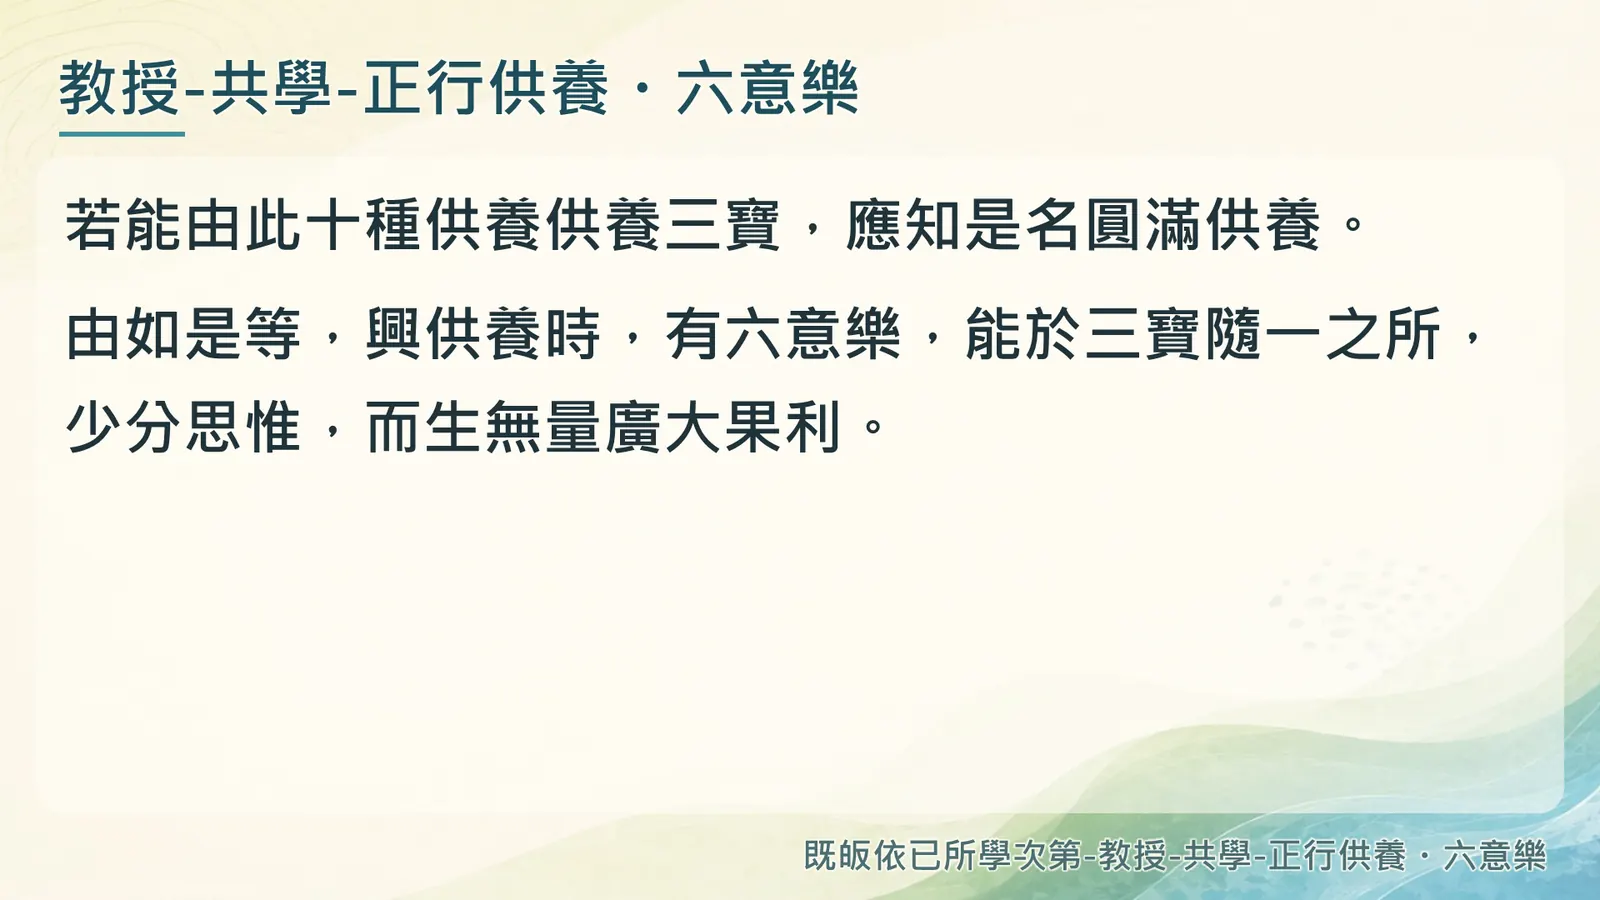 教授-共學-正行供養・六意樂
若能由此十種供養供養三寶，應知是名圓滿供養。
由如是等，興供養時，有六意樂，能於三寶隨一之所，
少分思惟，而生無量廣大果利。
既皈依已所學次第-教授-共學-正行供養・六意樂